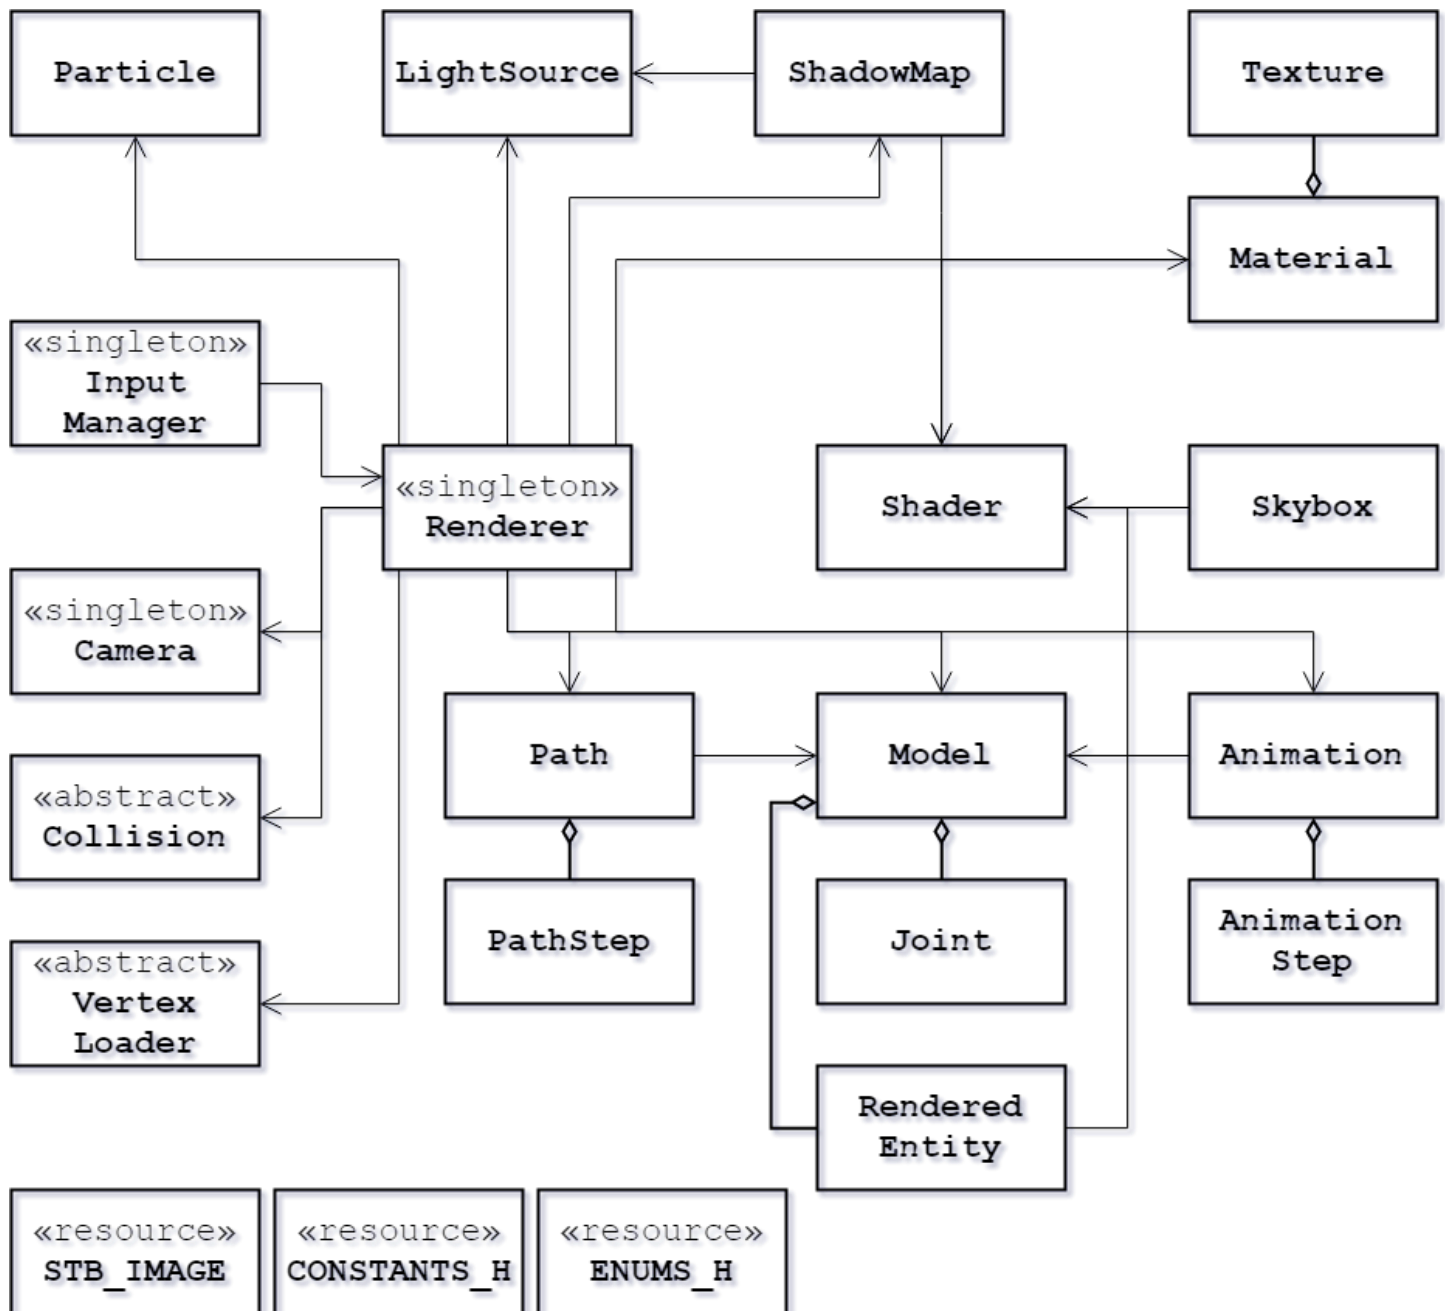 Particle
LightSource
ShadowMap
Texture
Material
«singleton»
Input
Manager
«singleton»
Renderer
Shader
Skybox
«singleton»
Camera
Path
Model
Animation
«abstract»
Collision
PathStep
Joint
Animation
Step
«abstract»
Vertex
Loader
Rendered
Entity
«resource»
STB_IMAGE
«resource»
CONSTANTS_H
«resource»
ENUMS_H